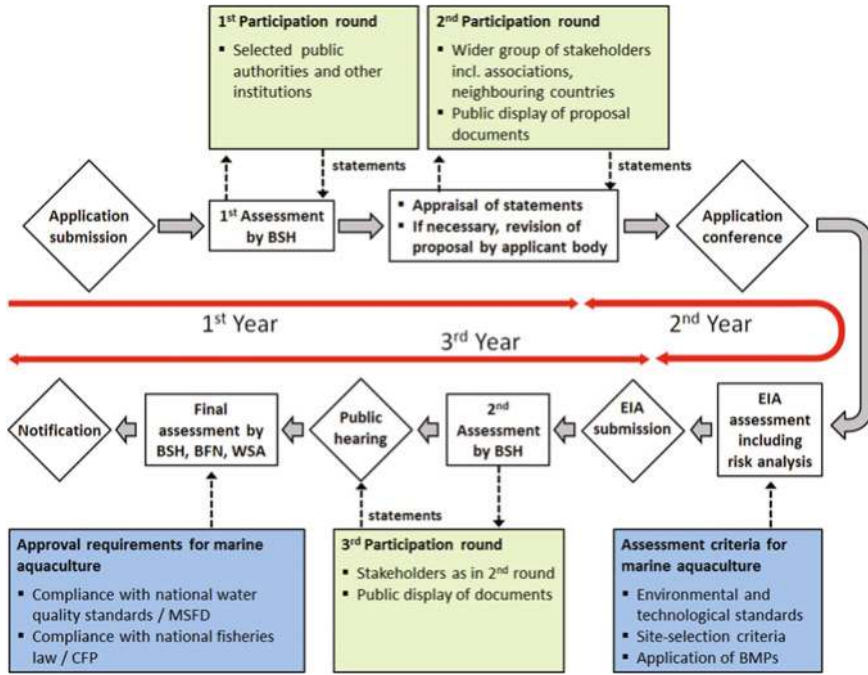 1st Participation round
▪ Selected public
authorities and other
institutions
2nd Participation round
▪ Wider group of stakeholders
incl. associations,
neighbouring countries
▪ Public display of proposal
documents
statements
statements
Application
submission
1st Assessment
by BSH
▪ Appraisal of statements
▪ If necessary, revision of
proposal by applicant body
Application
conference
1st Year
2nd Year
3rd Year
Notification
Final
assessment by
BSH, BFN, WSA
Public
hearing
2nd
Assessment
by BSH
EIA
submission
EIA
assessment
including
risk analysis
statements
Approval requirements for marine
aquaculture
▪ Compliance with national water
quality standards / MSFD
▪ Compliance with national fisheries
law / CFP
3rd Participation round
▪ Stakeholders as in 2nd round
▪ Public display of documents
Assessment criteria for
marine aquaculture
▪ Environmental and
technological standards
▪ Site-selection criteria
▪ Application of BMPs